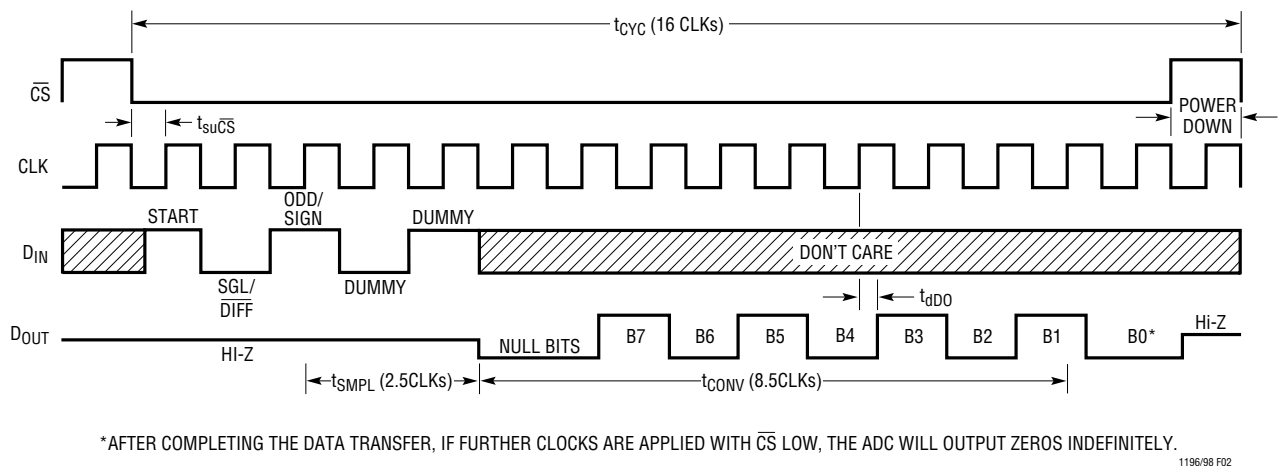 tCYC (16 CLKs)
CS
POWER
DOWN
tsuCS
CLK
START
ODD/
SIGN
DUMMY
DIN
DON'T CARE
SGL/
DIFF
DUMMY
tdDO
DOUT
HI-Z
NULL BITS
B7
B6
B5
B4
B3
B2
B1
B0*
Hi-Z
tSMPL (2.5CLKs)
tCONV (8.5CLKs)
*AFTER COMPLETING THE DATA TRANSFER, IF FURTHER CLOCKS ARE APPLIED WITH CS LOW, THE ADC WILL OUTPUT ZEROS INDEFINITELY.
1196/98 F02